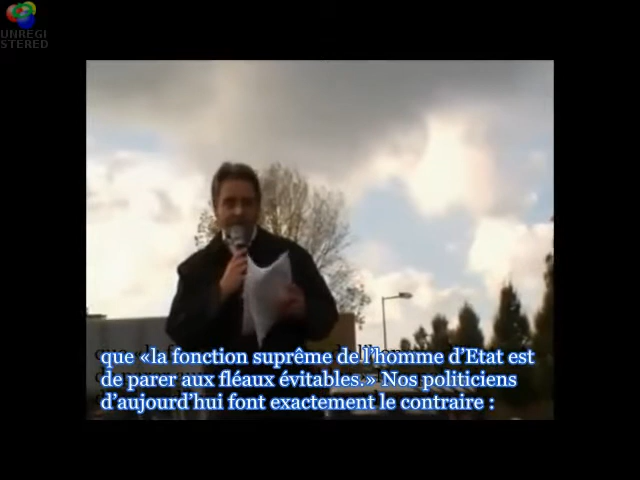 UNREGI
STERED
que «la fonction suprême de l'homme d'Etat est
de parer aux fléaux évitables.» Nos politiciens
d'aujourd'hui font exactement le contraire :